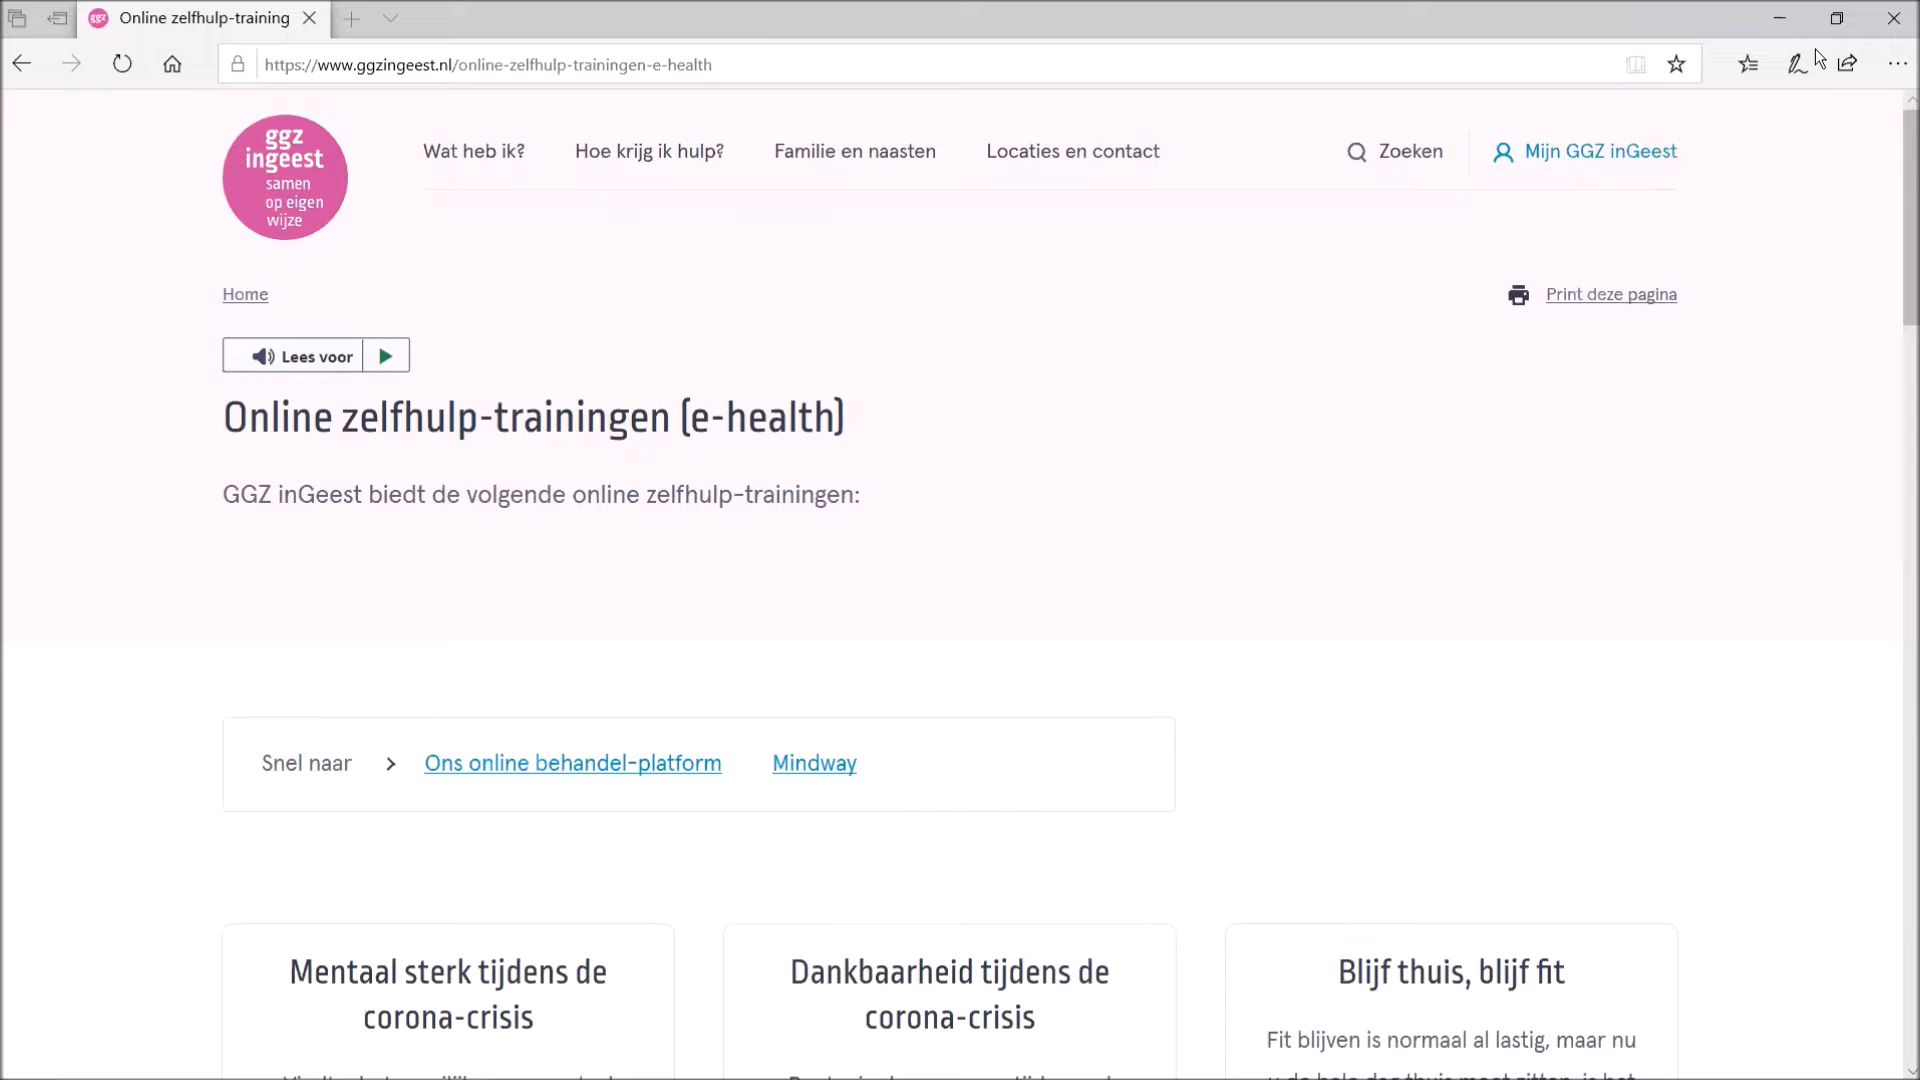 Online zelfhulp-training
https://www.ggzingeest.nl/online-zelfhulp-trainingen-e-health
ggz
ingeest
samen
op eigen
wijze
Wat heb ik?
Hoe krijg ik hulp?
Familie en naasten
Locaties en contact
Zoeken
Mijn GGZ inGeest
Home
Print deze pagina
Lees voor
Online zelfhulp-trainingen (e-health)
GGZ inGeest biedt de volgende online zelfhulp-trainingen:
Snel naar
Ons online behandel-platform
Mindway
Mentaal sterk tijdens de
corona-crisis
Dankbaarheid tijdens de
corona-crisis
Blijf thuis, blijf fit
Fit blijven is normaal al lastig, maar nu